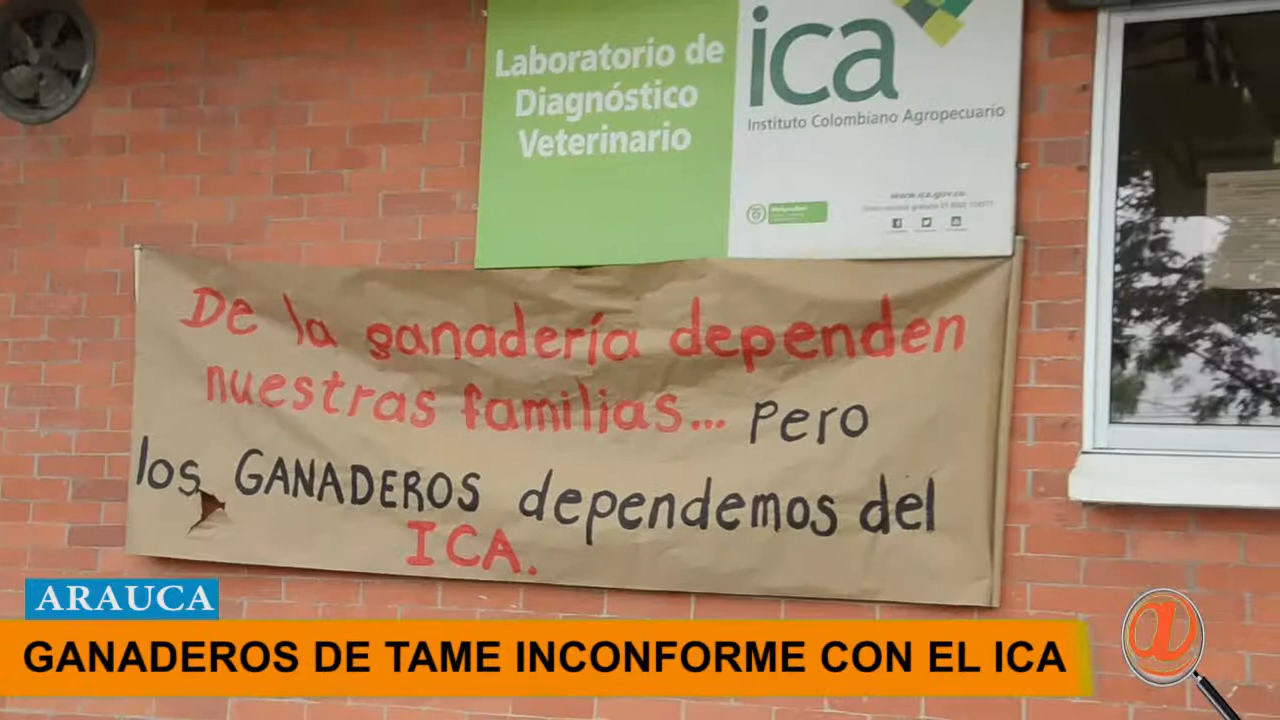 Laboratorio de
Diagnóstico
Veterinario
ica
Instituto Colombiano Agropecuario
www.ica.gov.co
De la ganadería dependen
nuestras familias... pero
los GANADEROS dependemos del
ICA.
ARAUCA
GANADEROS DE TAME INCONFORME CON EL ICA